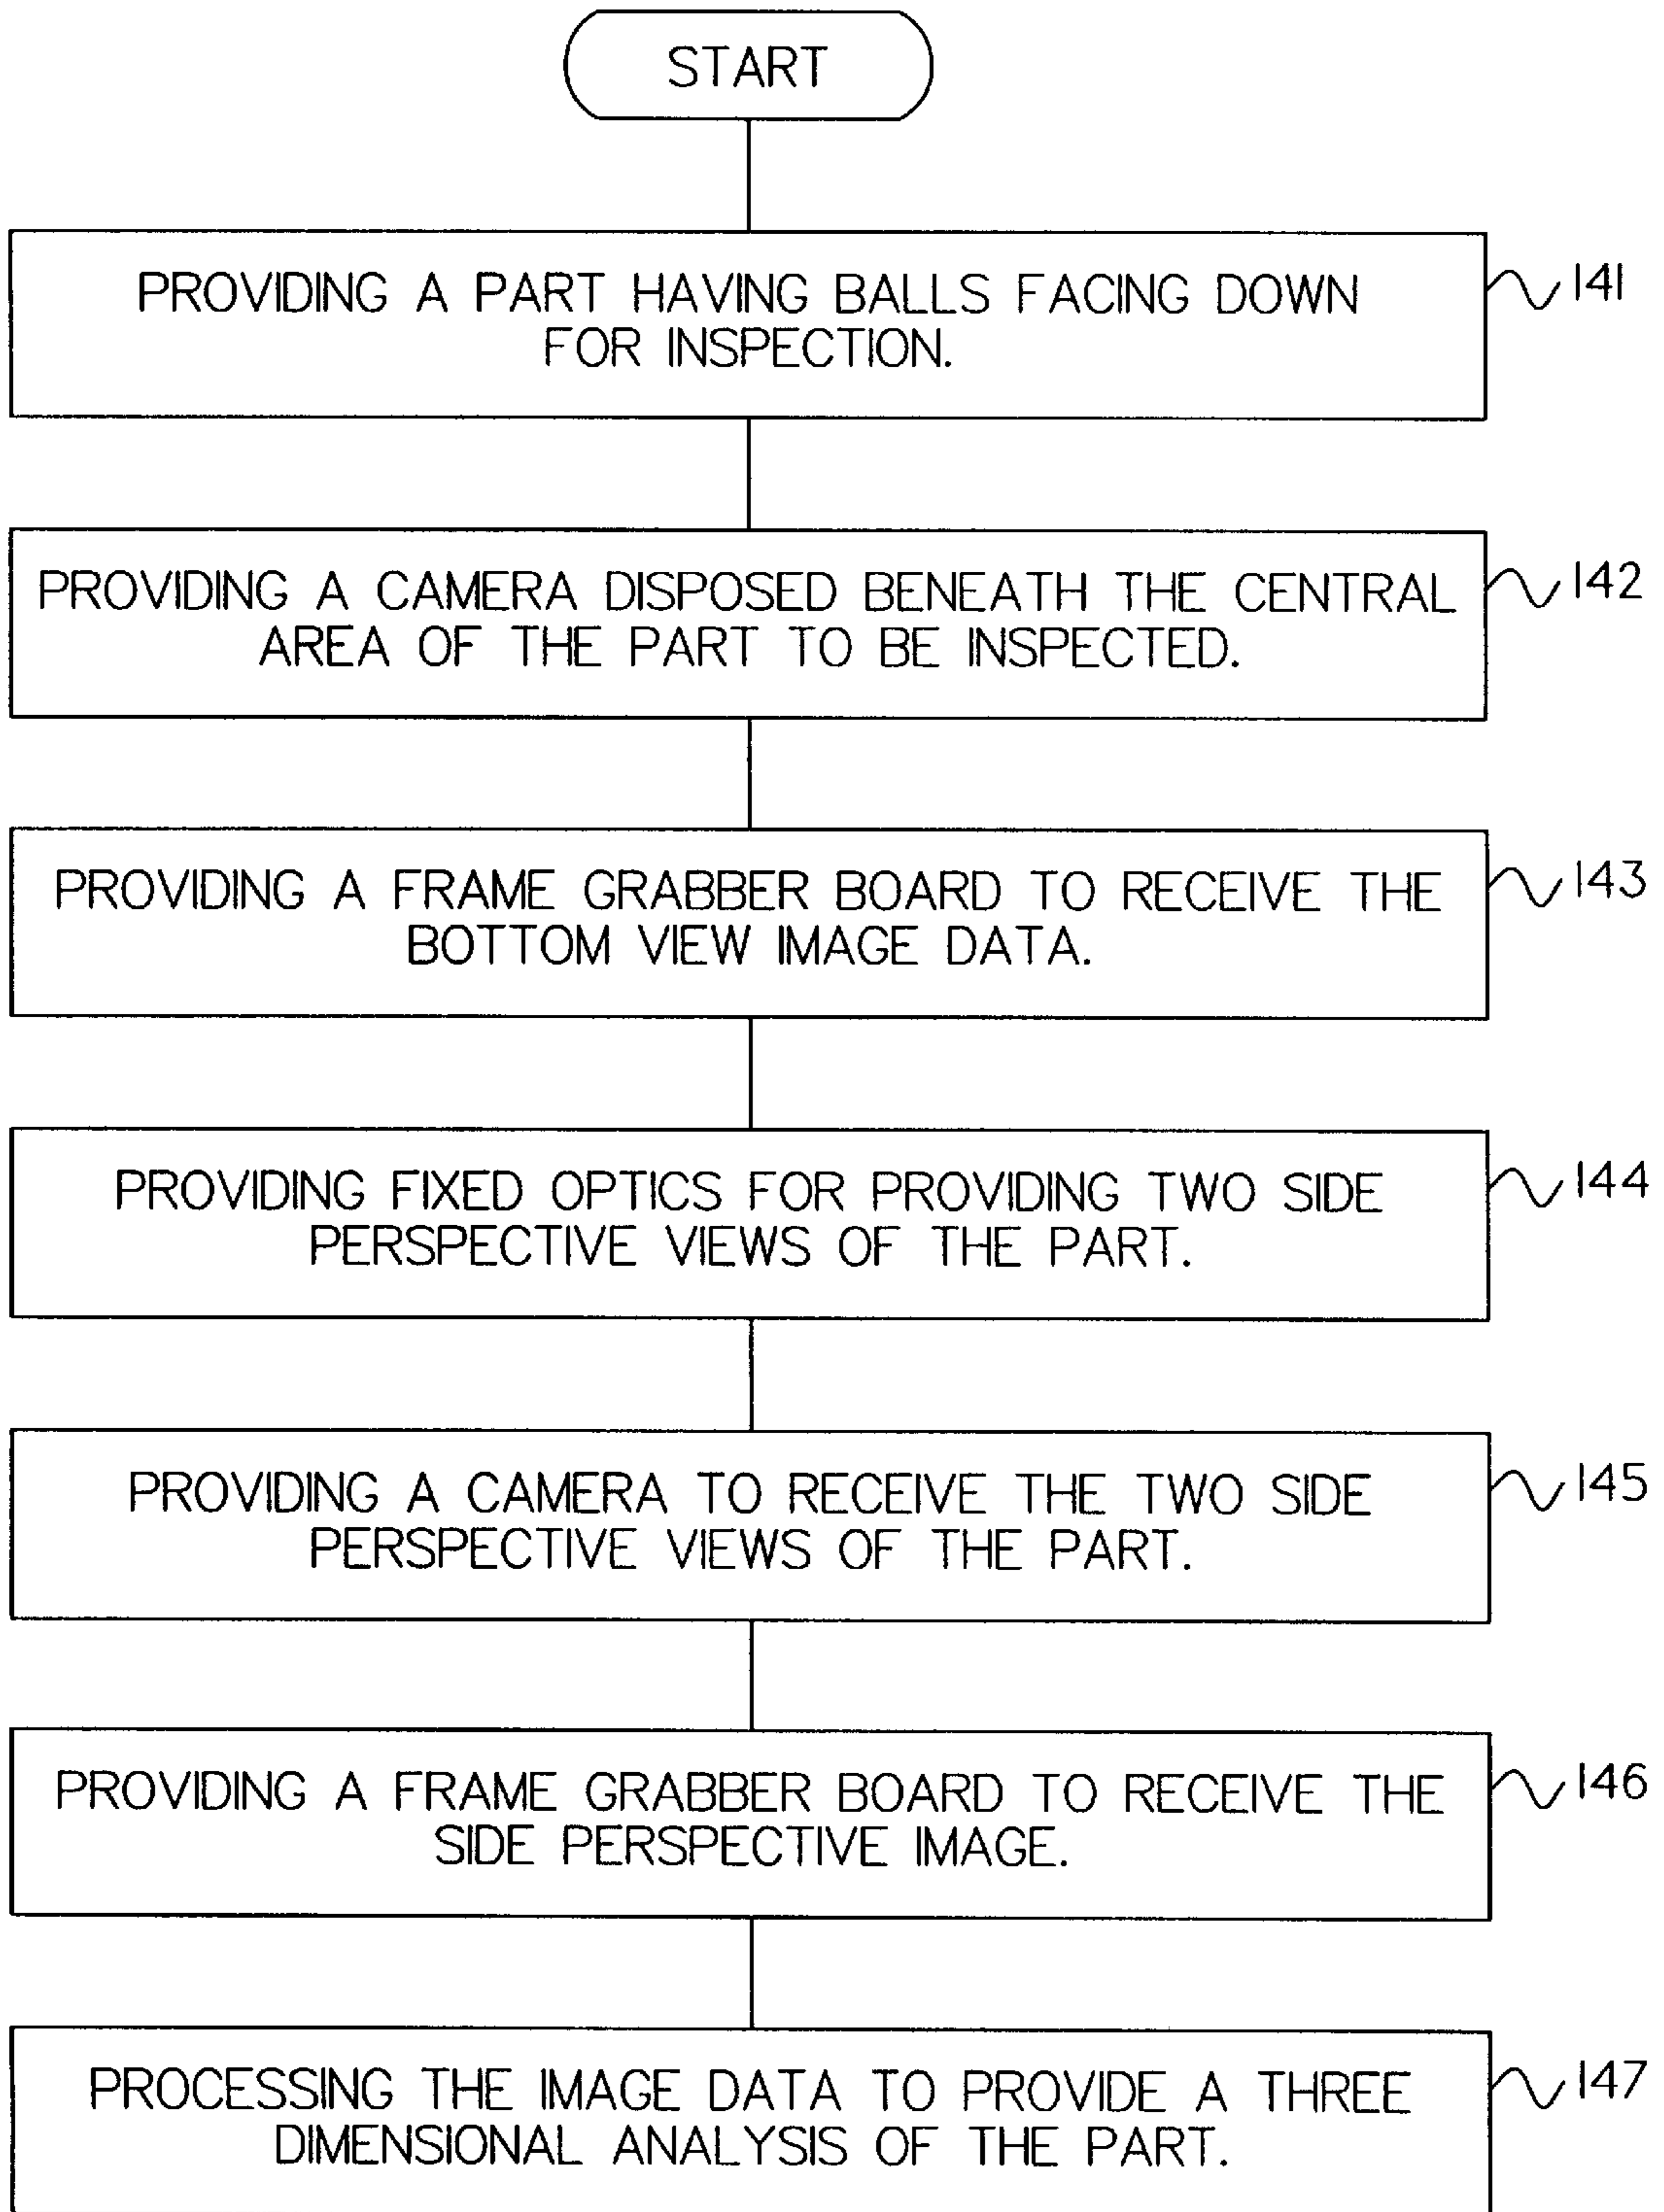 START
PROVIDING A PART HAVING BALLS FACING DOWN
FOR INSPECTION.
141
PROVIDING A CAMERA DISPOSED BENEATH THE CENTRAL
AREA OF THE PART TO BE INSPECTED.
142
PROVIDING A FRAME GRABBER BOARD TO RECEIVE THE
BOTTOM VIEW IMAGE DATA.
143
PROVIDING FIXED OPTICS FOR PROVIDING TWO SIDE
PERSPECTIVE VIEWS OF THE PART.
144
PROVIDING A CAMERA TO RECEIVE THE TWO SIDE
PERSPECTIVE VIEWS OF THE PART.
145
PROVIDING A FRAME GRABBER BOARD TO RECEIVE THE
SIDE PERSPECTIVE IMAGE.
146
PROCESSING THE IMAGE DATA TO PROVIDE A THREE
DIMENSIONAL ANALYSIS OF THE PART.
147